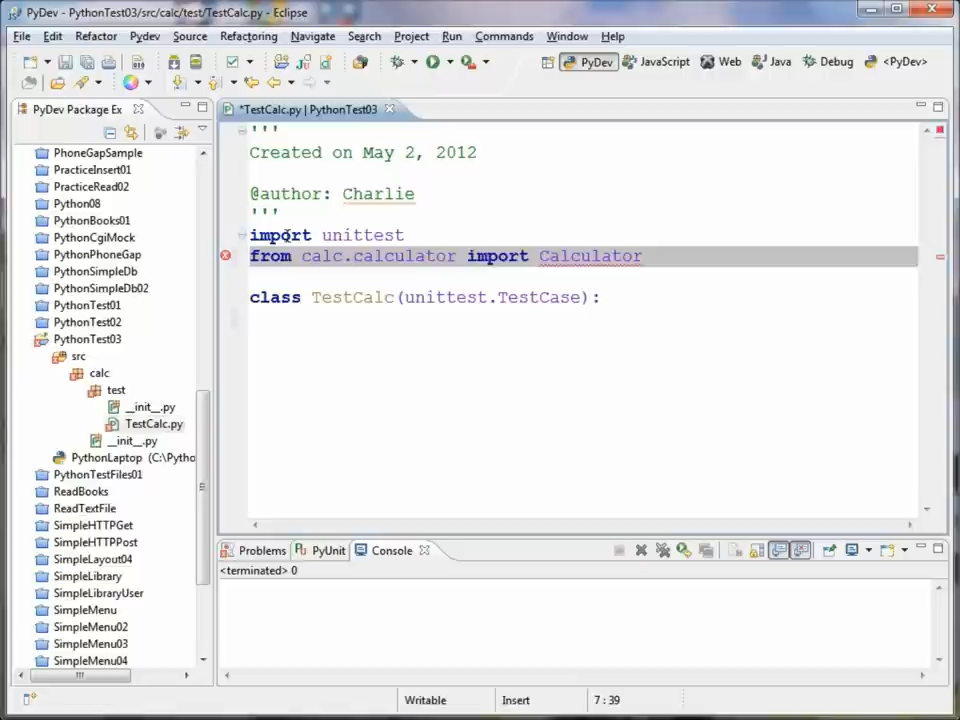 PyDev - PythonTest03/src/calc/test/TestCalc.py - Eclipse
File Edit Refactor Pydev Source Refactoring Navigate Search Project Run Commands Window Help
PyDev JavaScript Web Java Debug <PyDev>
PyDev Package Ex
*TestCalc.py | PythonTest03
PhoneGapSample
PracticeInsert01
PracticeRead02
Python08
PythonBooks01
PythonCgiMock
PythonPhoneGap
PythonSimpleDb
PythonSimpleDb02
PythonTest01
PythonTest02
PythonTest03
src
calc
test
__init__.py
TestCalc.py
__init__.py
PythonLaptop (C:\Pytho
PythonTestFiles01
ReadBooks
ReadTextFile
SimpleHTTPGet
SimpleHTTPPost
SimpleLayout04
SimpleLibrary
SimpleLibraryUser
SimpleMenu
SimpleMenu02
SimpleMenu03
SimpleMenu04
'''
Created on May 2, 2012
@author: Charlie
'''
import unittest
from calc.calculator import Calculator
class TestCalc(unittest.TestCase):
Problems PyUnit Console
<terminated> 0
Writable Insert 7 : 39